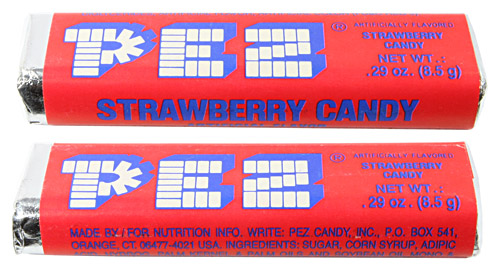 PEZ®
ARTIFICIALLY FLAVORED
STRAWBERRY
CANDY
NET WT.:
.29 oz. (8.5 g)
STRAWBERRY CANDY
PEZ®
ARTIFICIALLY FLAVORED
STRAWBERRY
CANDY
NET WT.:
.29 oz. (8.5 g)
MADE BY/FOR NUTRITION INFO. WRITE: PEZ CANDY, INC., P.O. BOX 541,
ORANGE, CT. 06477-4021 USA. INGREDIENTS: SUGAR, CORN SYRUP, ADIPIC